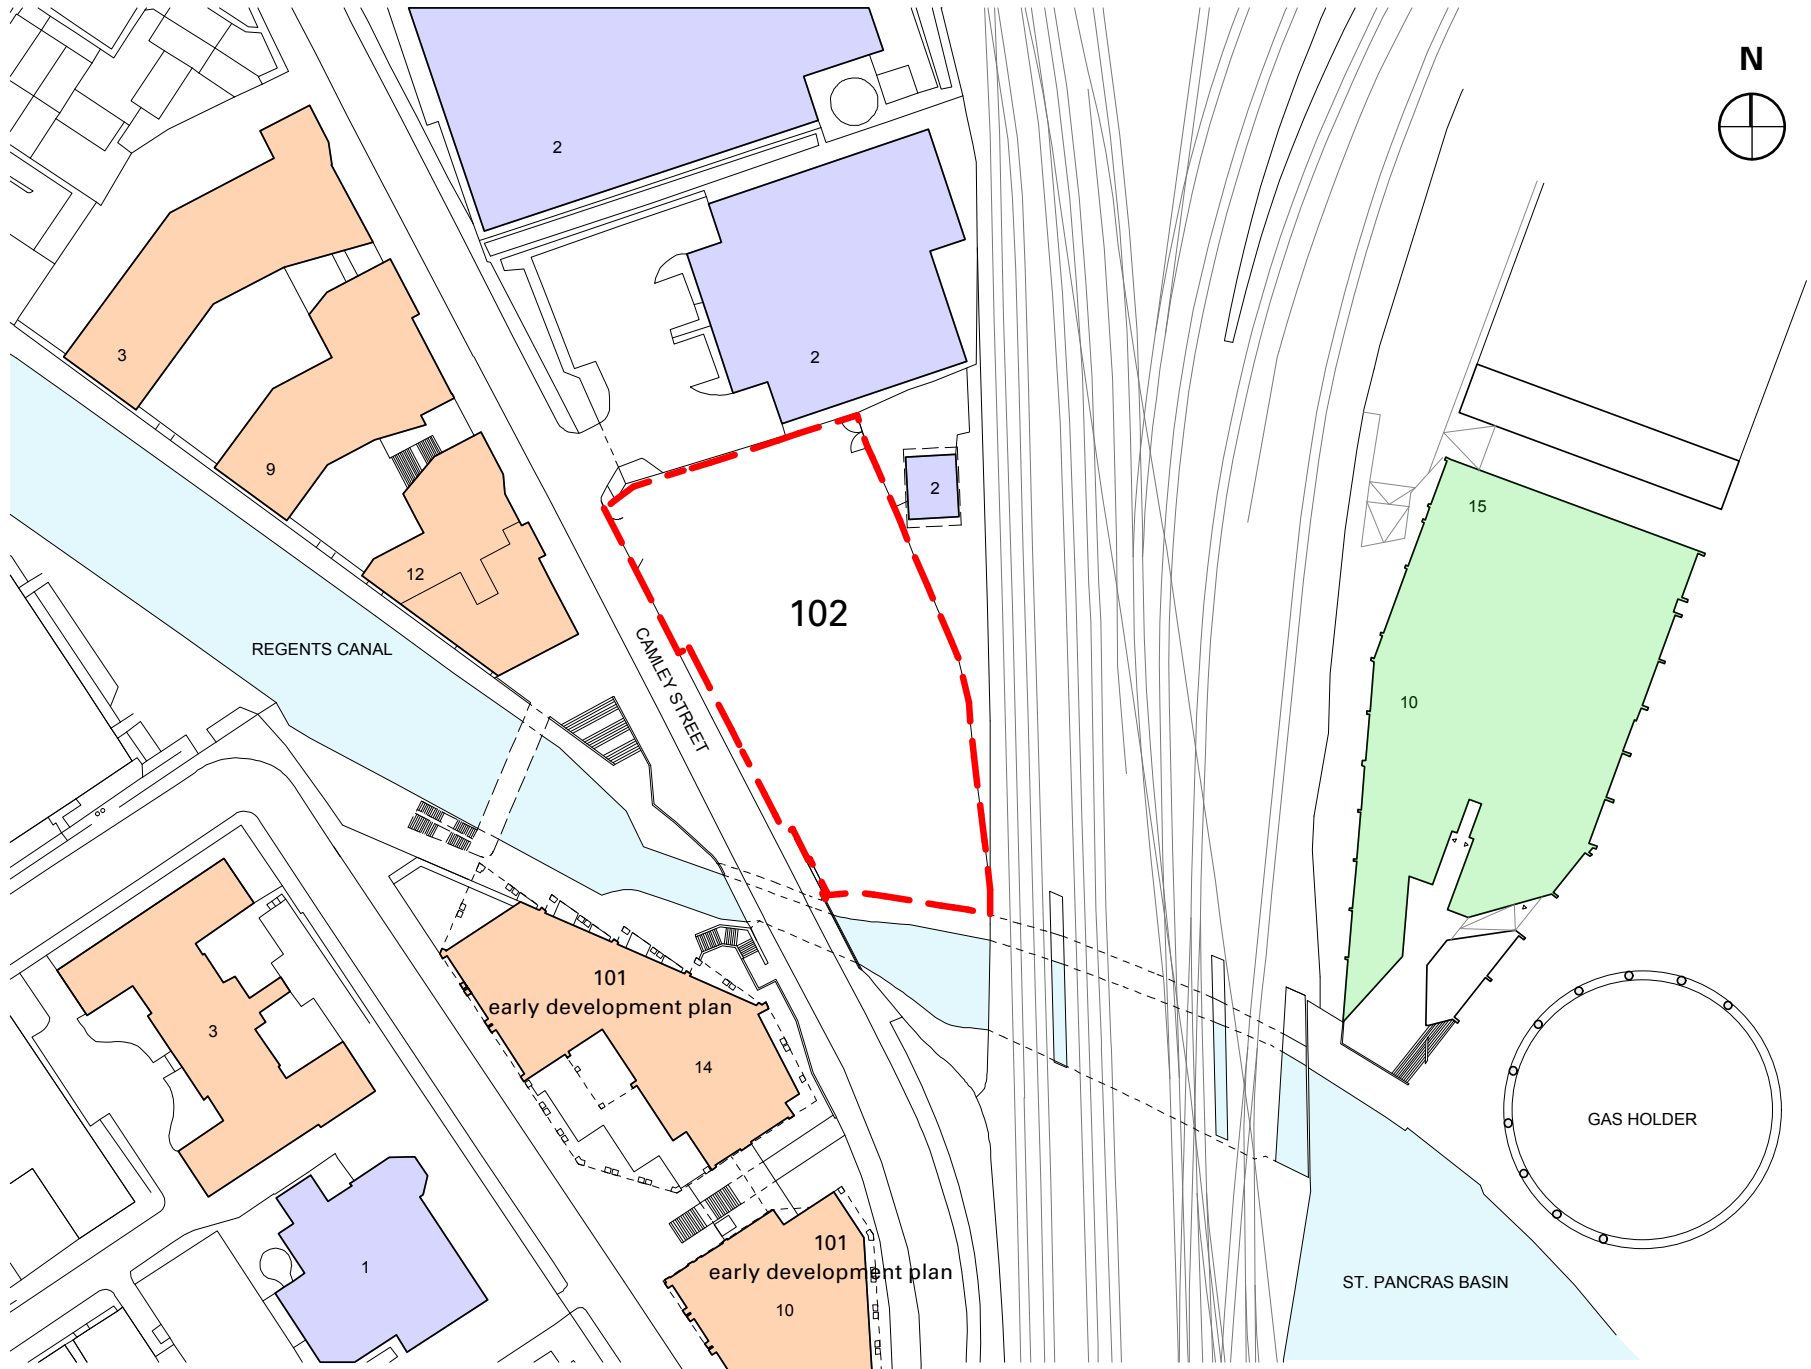 N
2
2
3
9
12
2
15
10
102
REGENTS CANAL
CAMLEY STREET
101
early development plan
14
3
GAS HOLDER
101
early development plan
10
1
ST. PANCRAS BASIN